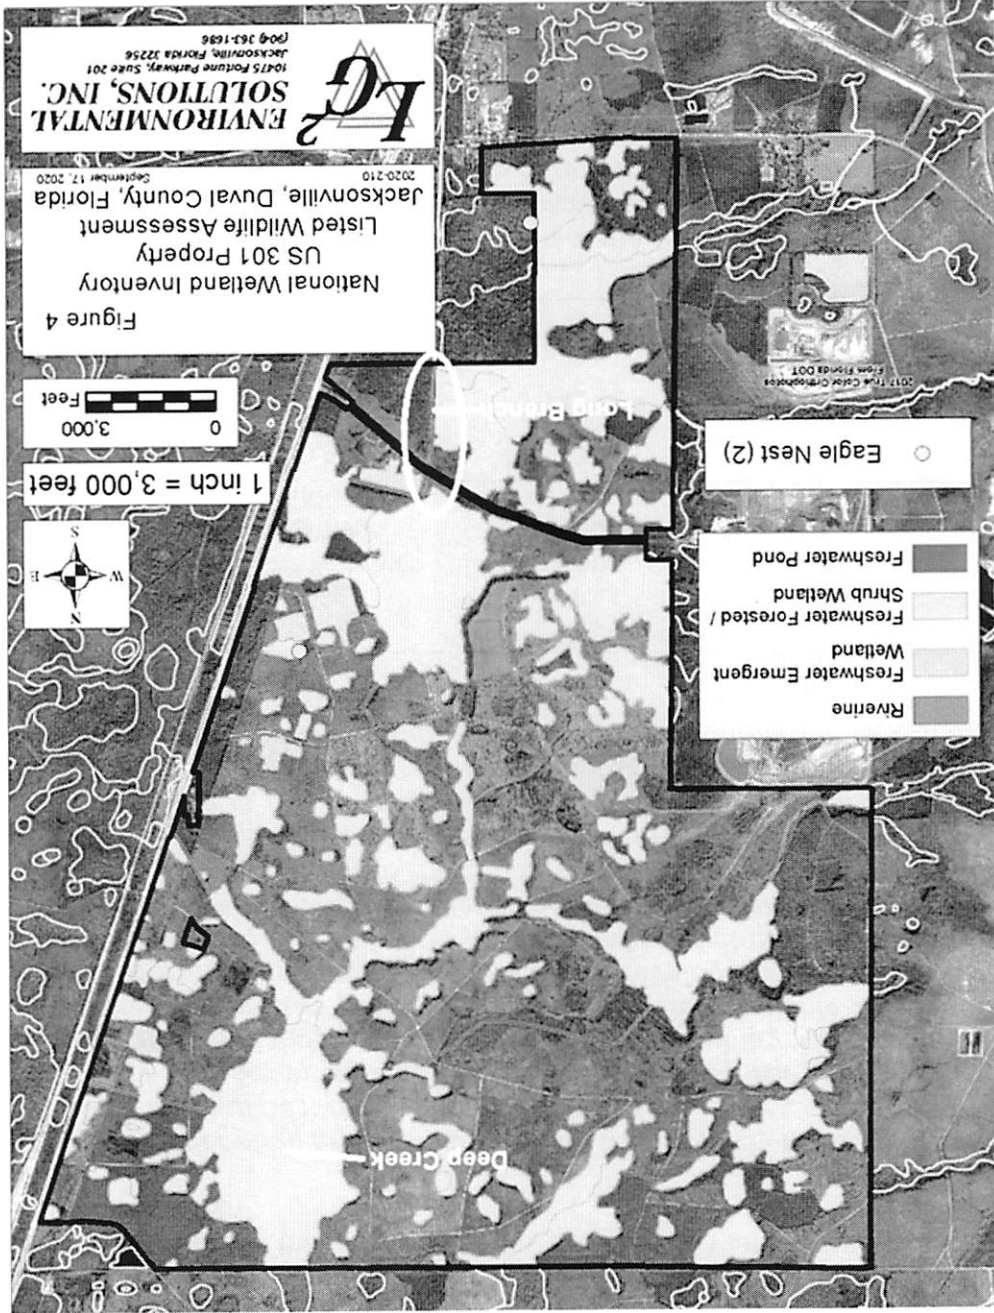 Deep Creek
Riverine
Freshwater Emergent
Wetland
Freshwater Forested /
Shrub Wetland
Freshwater Pond
Eagle Nest (2)
Long Branch
2017 True Color Orthophotos
From Florida DOT
N
W
E
S
1 inch = 3,000 feet
0
3,000
Feet
Figure 4
National Wetland Inventory
US 301 Property
Listed Wildlife Assessment
Jacksonville, Duval County, Florida
2020-210
September 17, 2020
LG2
ENVIRONMENTAL
SOLUTIONS, INC.
10475 Fortune Parkway, Suite 201
Jacksonville, Florida 32256
(904) 363-1686